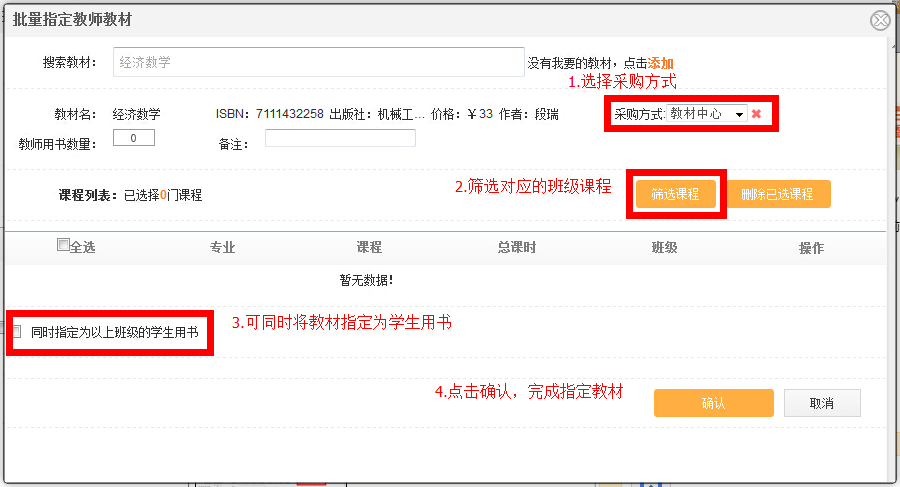 批量指定教师教材
搜索教材： 经济数学 没有我要的教材，点击添加
1.选择采购方式
教材名： 经济数学 ISBN：7111432258 出版社：机械工... 价格：￥33 作者：段瑞 采购方式:教材中心
教师用书数量： 0 备注：
课程列表：已选择0门课程 2.筛选对应的班级课程 筛选课程 删除已选课程
全选 专业 课程 总课时 班级 操作
暂无数据！
同时指定为以上班级的学生用书 3.可同时将教材指定为学生用书
4.点击确认，完成指定教材 确认 取消